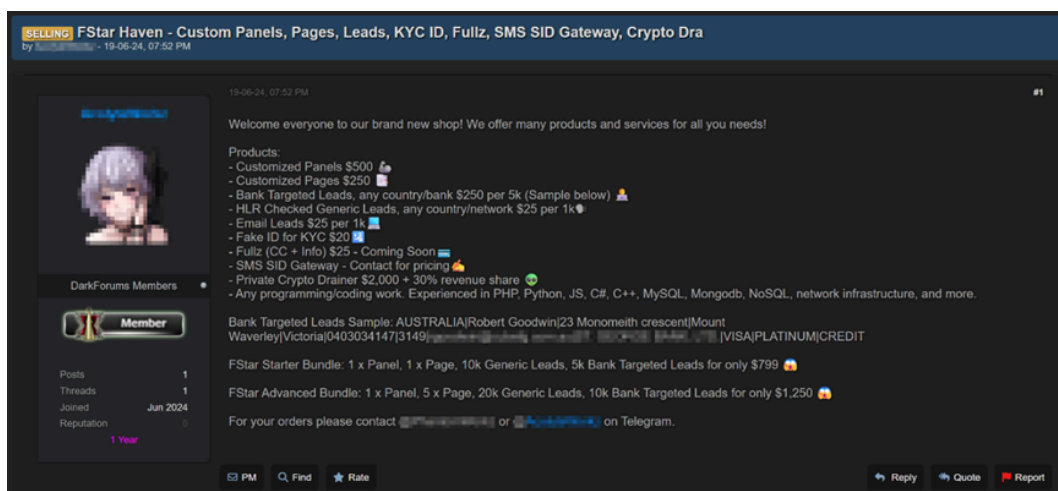 SELLING FStar Haven - Custom Panels, Pages, Leads, KYC ID, Fullz, SMS SID Gateway, Crypto Dra
by - 19-06-24, 07:52 PM
19-06-24, 07:52 PM #1
Welcome everyone to our brand new shop! We offer many products and services for all you needs!
Products:
- Customized Panels $500
- Customized Pages $250
- Bank Targeted Leads, any country/bank $250 per 5k (Sample below)
- HLR Checked Generic Leads, any country/network $25 per 1k
- Email Leads $25 per 1k
- Fake ID for KYC $20
- Fullz (CC + Info) $25 - Coming Soon
- SMS SID Gateway - Contact for pricing
- Private Crypto Drainer $2,000 + 30% revenue share
- Any programming/coding work. Experienced in PHP, Python, JS, C#, C++, MySQL, Mongodb, NoSQL, network infrastructure, and more.
Bank Targeted Leads Sample: AUSTRALIA|Robert Goodwin|23 Monomeith crescent|Mount
Waverley|Victoria|0403034147|3149| |VISA|PLATINUM|CREDIT
FStar Starter Bundle: 1 x Panel, 1 x Page, 10k Generic Leads, 5k Bank Targeted Leads for only $799
FStar Advanced Bundle: 1 x Panel, 5 x Page, 20k Generic Leads, 10k Bank Targeted Leads for only $1,250
For your orders please contact @ or @ on Telegram.
DarkForums Members
Member
Posts 1
Threads 1
Joined Jun 2024
Reputation 0
1 Year
PM Find Rate Reply Quote Report